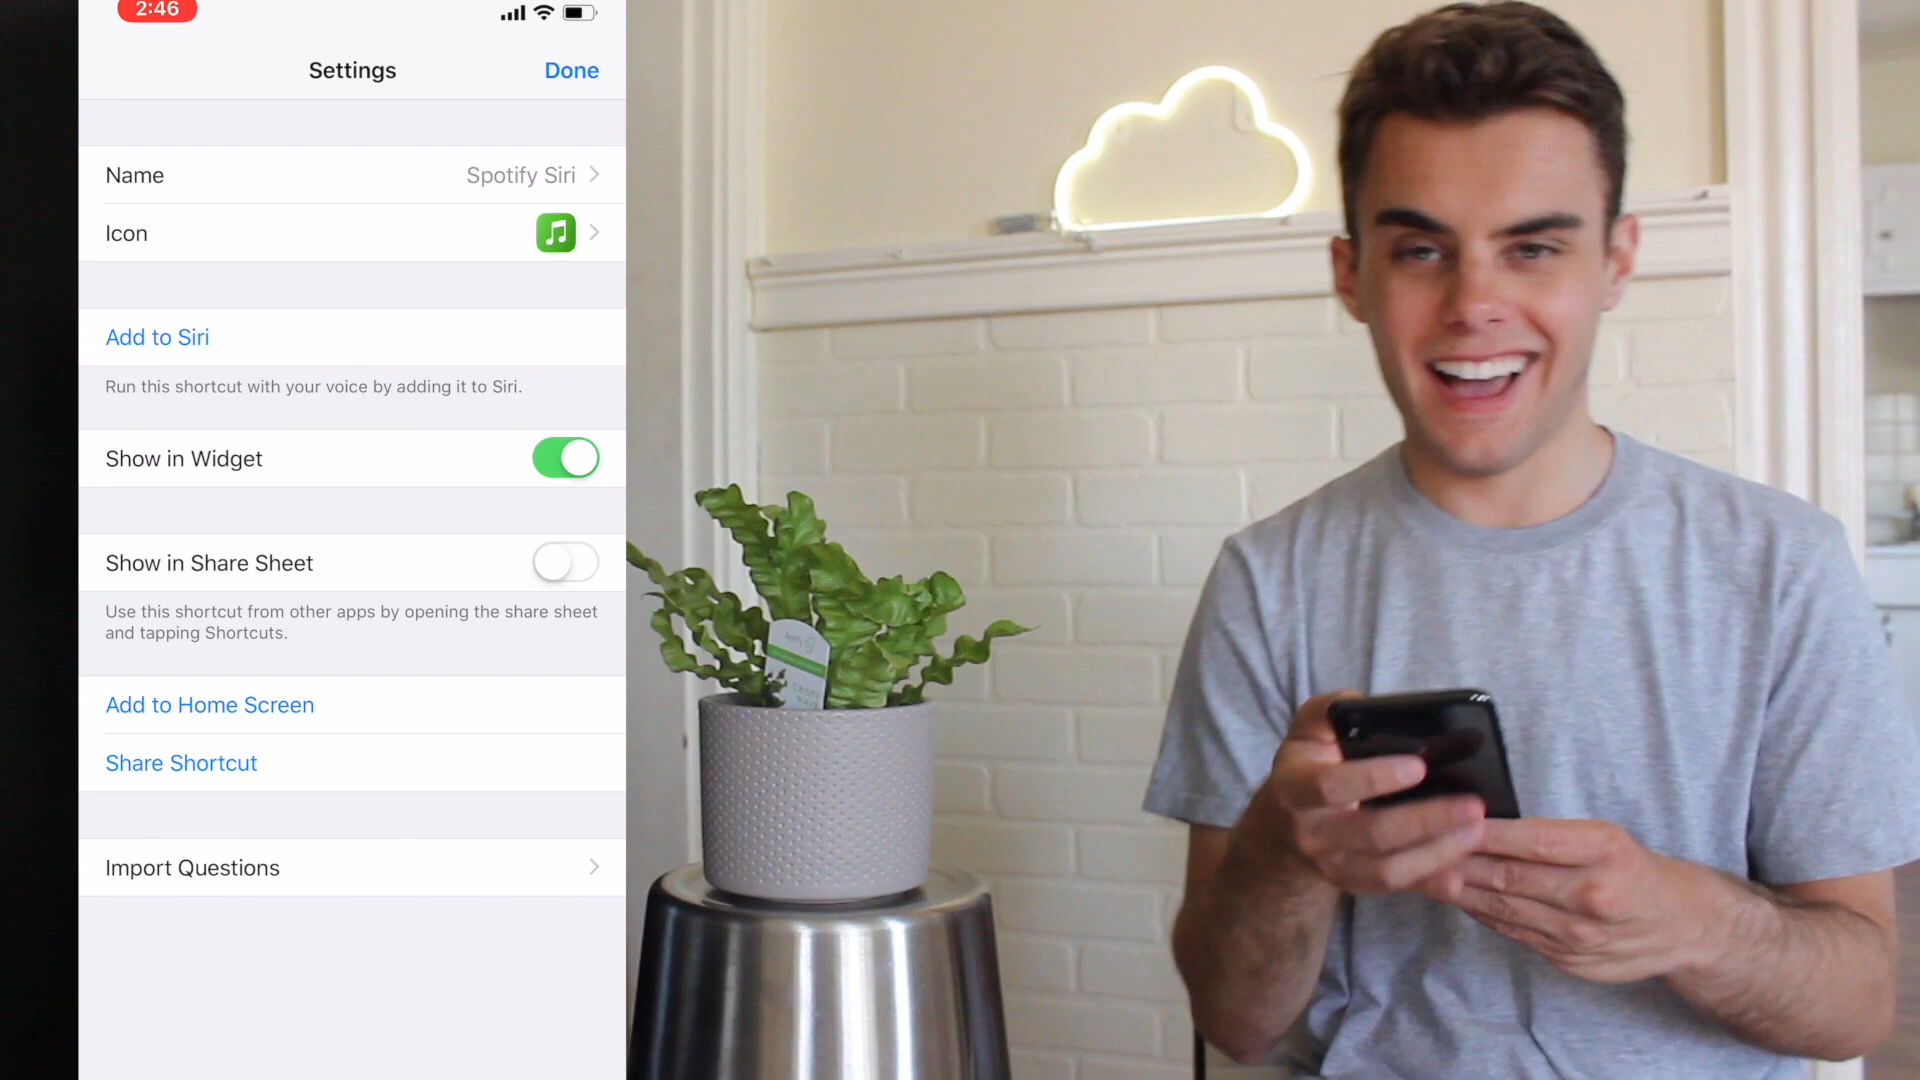 2:46
Settings
Done
Name
Spotify Siri
Icon
Add to Siri
Run this shortcut with your voice by adding it to Siri.
Show in Widget
Show in Share Sheet
Use this shortcut from other apps by opening the share sheet
and tapping Shortcuts.
Add to Home Screen
Share Shortcut
Import Questions